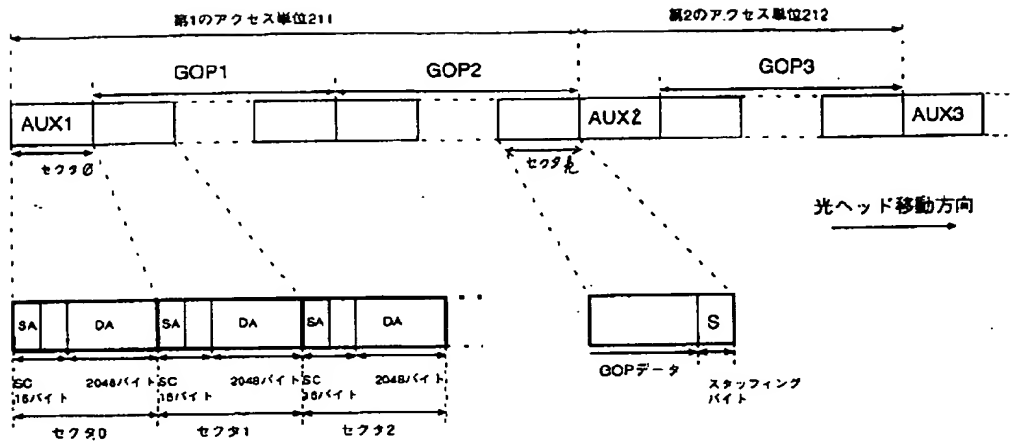 第1のアクセス単位211
第2のアクセス単位212
GOP1
GOP2
GOP3
AUX1
AUX2
AUX3
セクタ0
セクタk
光ヘッド移動方向
SA
DA
SA
DA
SA
DA
S
SC
16バイト
2048バイト
SC
16バイト
2048バイト
SC
16バイト
2048バイト
GOPデータ
スタッフィング
バイト
セクタ0
セクタ1
セクタ2